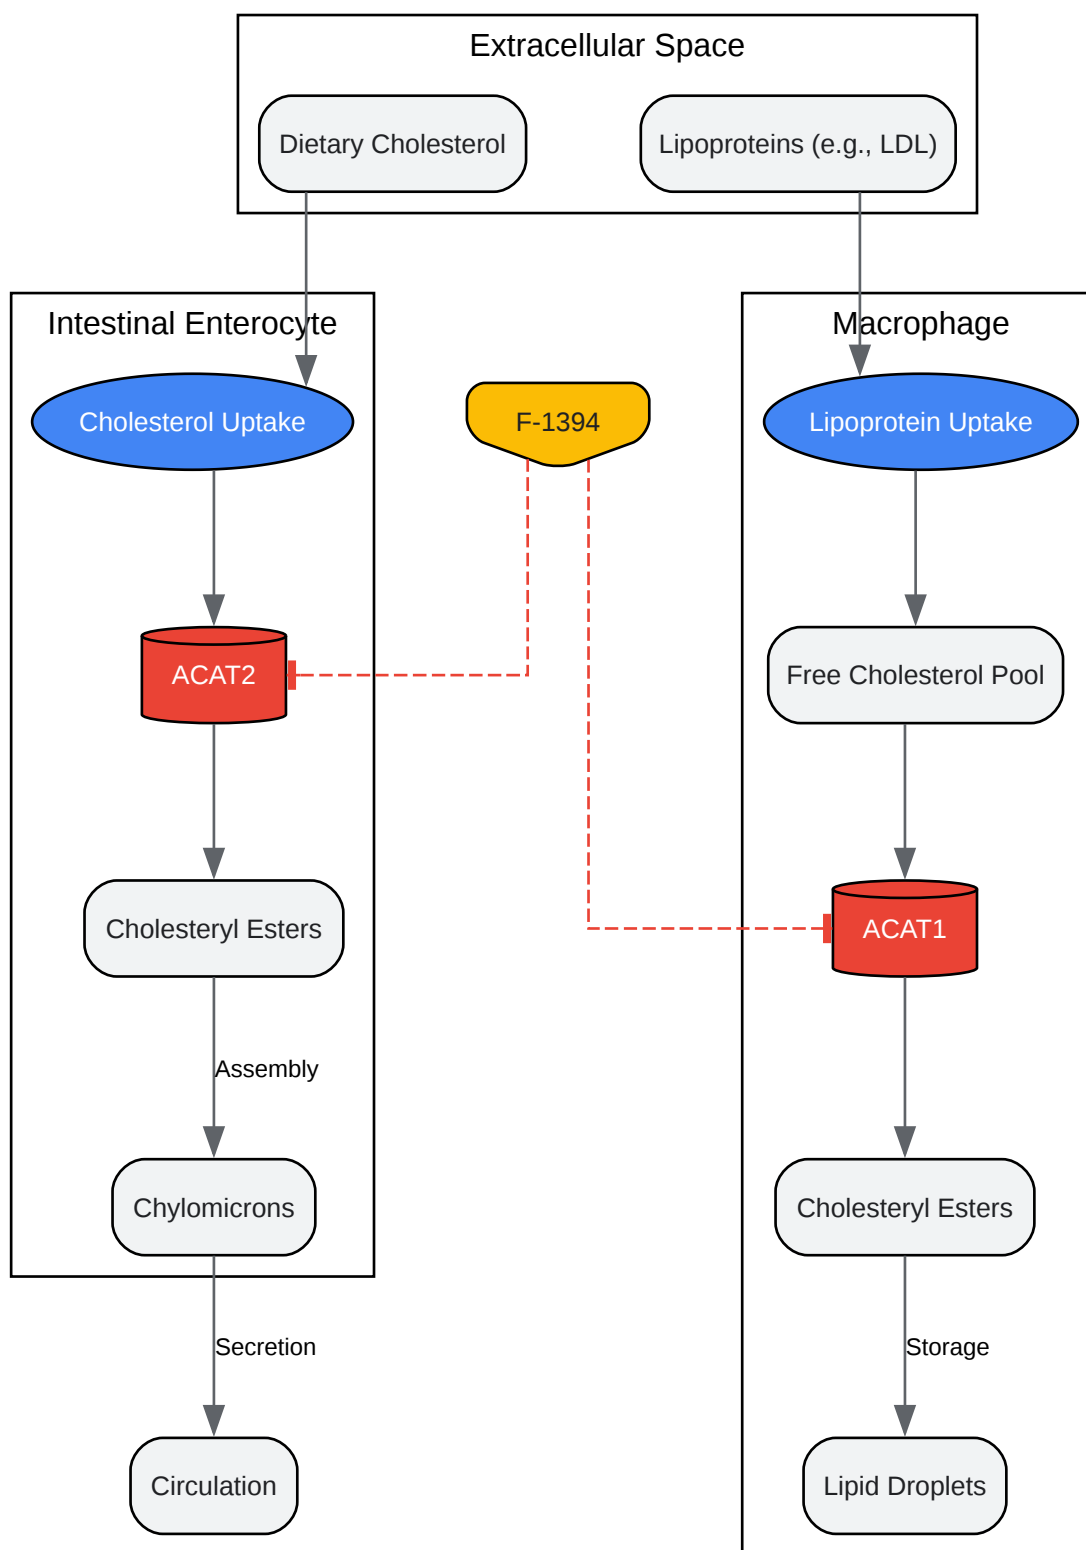 Extracellular Space
Dietary Cholesterol
Lipoproteins (e.g., LDL)
Intestinal Enterocyte
Macrophage
Cholesterol Uptake
F-1394
Lipoprotein Uptake
ACAT2
Free Cholesterol Pool
Cholesteryl Esters
ACAT1
Assembly
Chylomicrons
Cholesteryl Esters
Secretion
Storage
Circulation
Lipid Droplets